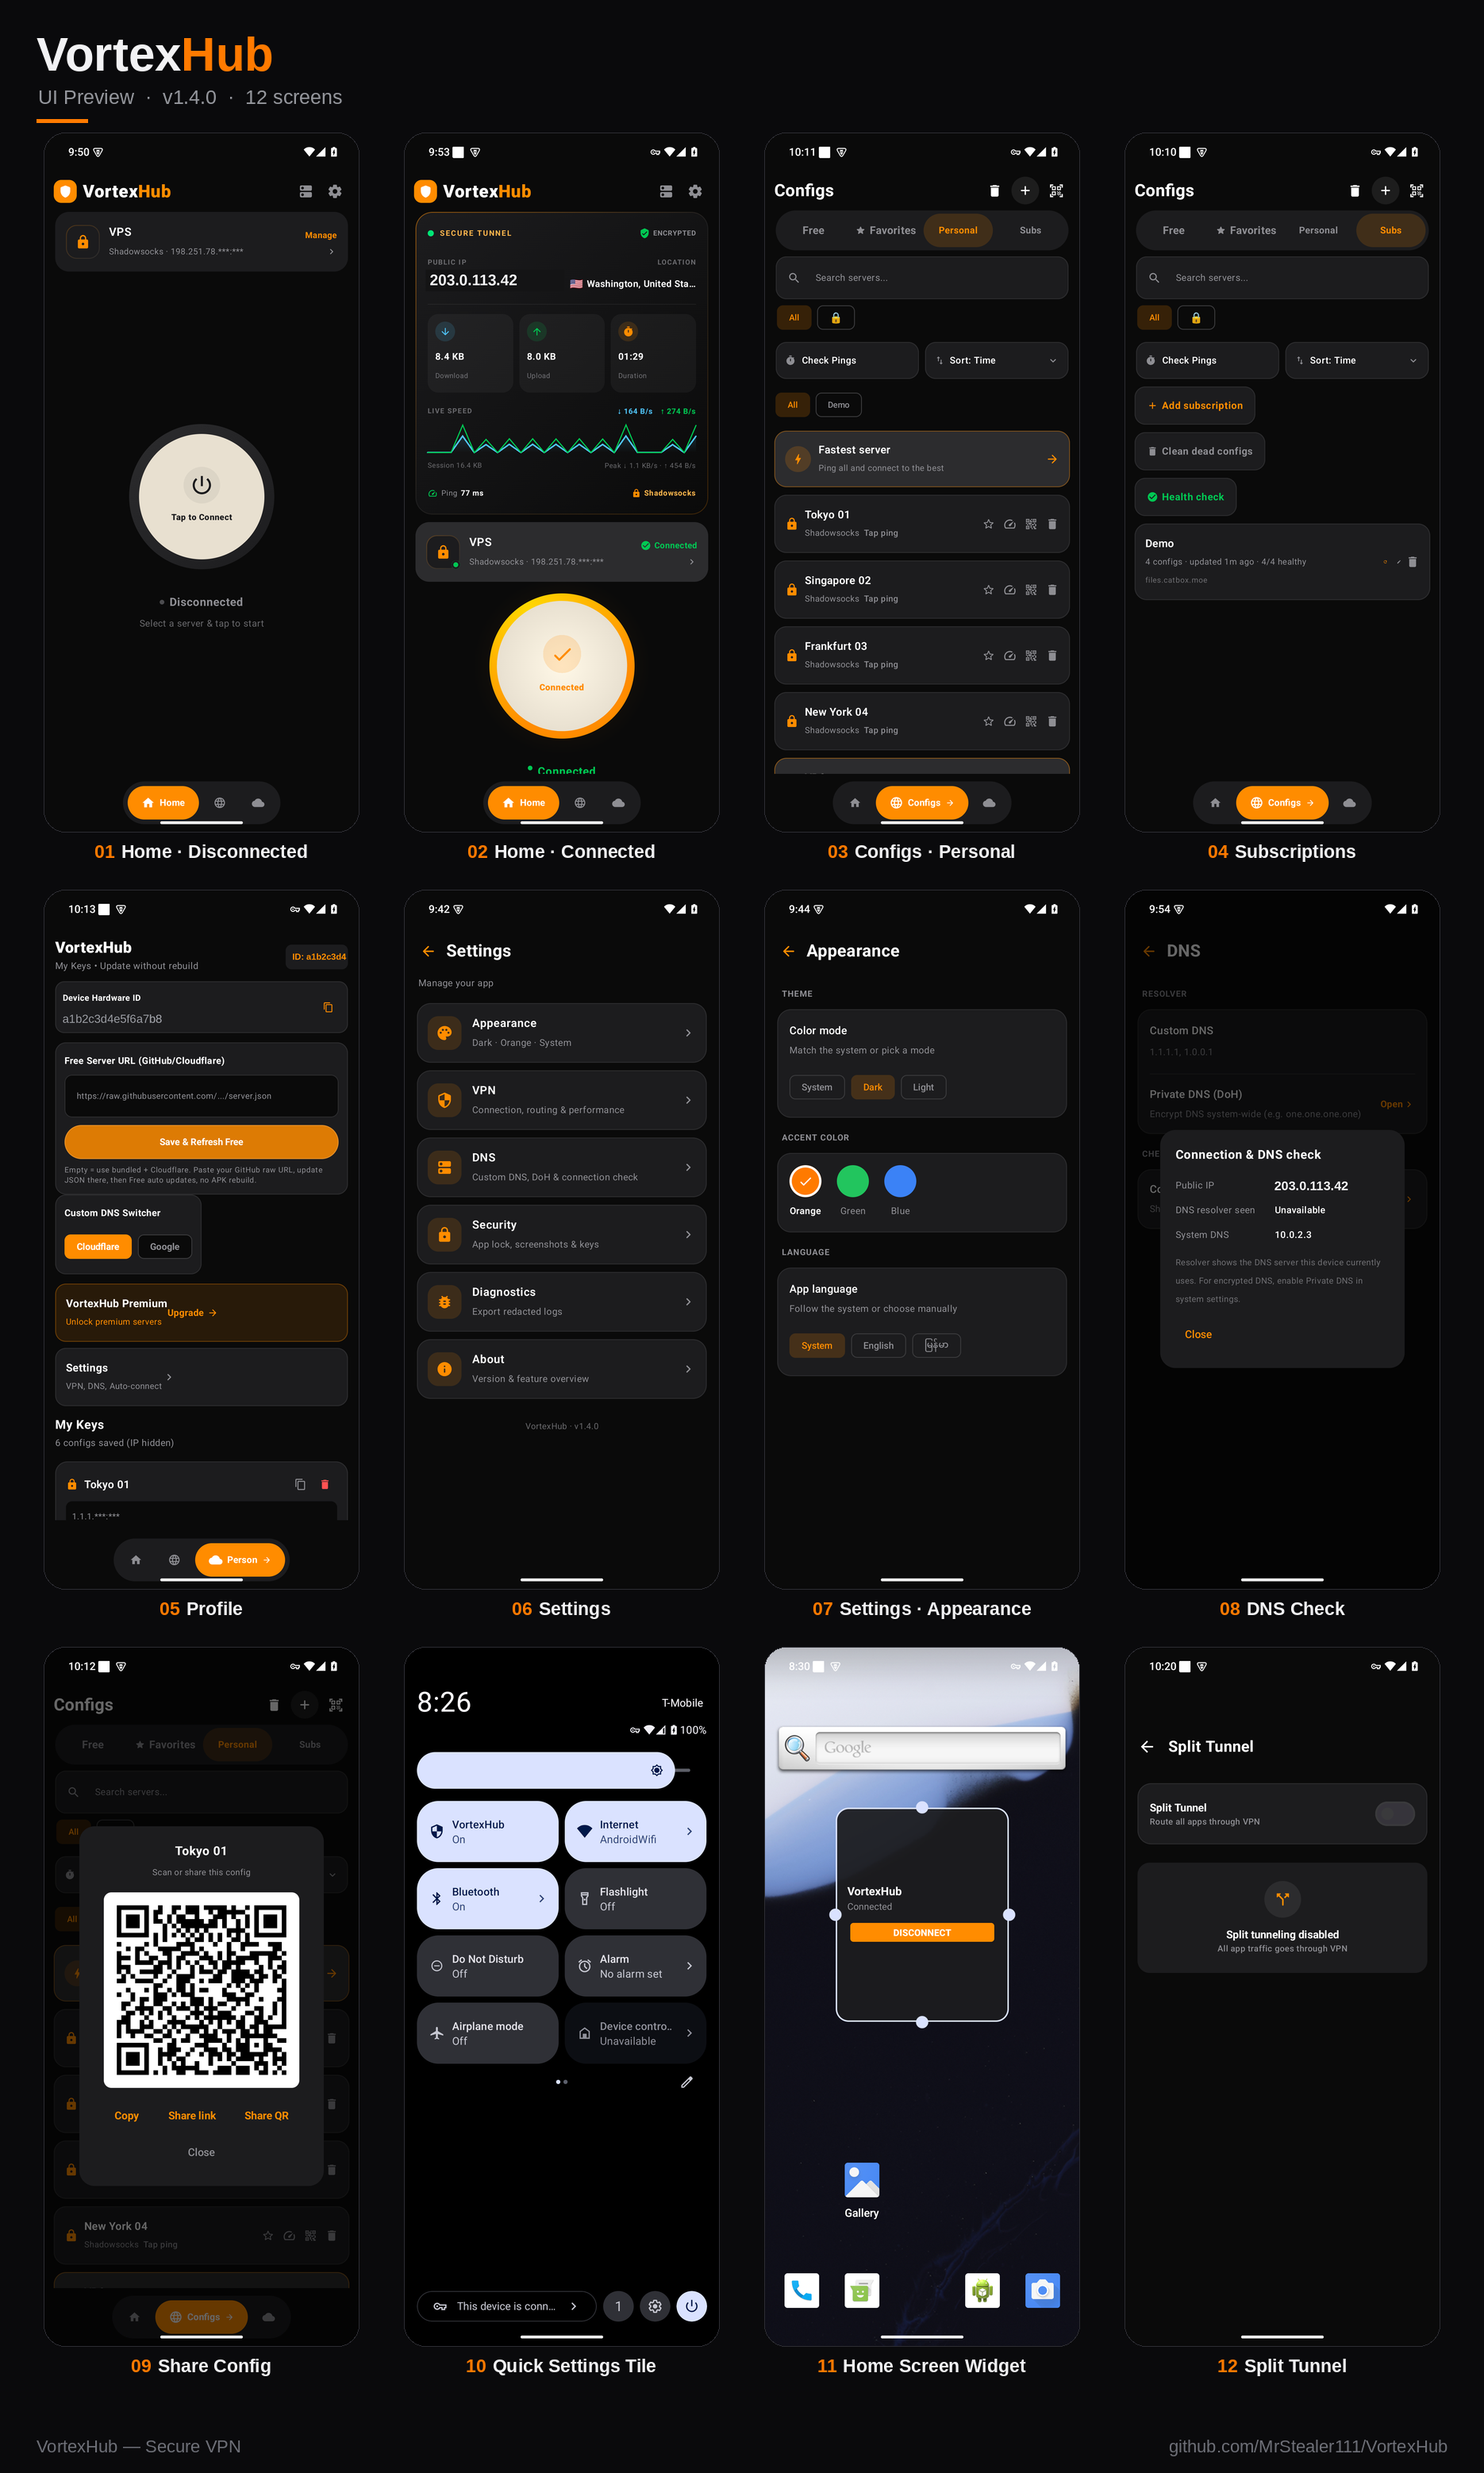 VortexHub
UI Preview · v1.4.0 · 12 screens
9:50
VortexHub
VPS
Shadowsocks · 198.251.78.***:***
Manage
Tap to Connect
Disconnected
Select a server & tap to start
Home
01 Home · Disconnected
9:53
VortexHub
SECURE TUNNEL
ENCRYPTED
PUBLIC IP
LOCATION
203.0.113.42
Washington, United Sta...
8.4 KB
8.0 KB
01:29
Download
Upload
Duration
LIVE SPEED
↓ 164 B/s ↑ 274 B/s
Session 16.4 KB
Peak ↓ 1.1 KB/s · ↑ 454 B/s
Ping 77 ms
Shadowsocks
VPS
Shadowsocks · 198.251.78.***:***
Connected
Connected
Connected
Home
02 Home · Connected
10:11
Configs
Free
Favorites
Personal
Subs
Search servers...
All
Check Pings
Sort: Time
All
Demo
Fastest server
Ping all and connect to the best
Tokyo 01
Shadowsocks Tap ping
Singapore 02
Shadowsocks Tap ping
Frankfurt 03
Shadowsocks Tap ping
New York 04
Shadowsocks Tap ping
Configs
03 Configs · Personal
10:10
Configs
Free
Favorites
Personal
Subs
Search servers...
All
Check Pings
Sort: Time
+ Add subscription
Clean dead configs
Health check
Demo
4 configs · updated 1m ago · 4/4 healthy
files.catbox.moe
Configs
04 Subscriptions
10:13
VortexHub
My Keys • Update without rebuild
ID: a1b2c3d4
Device Hardware ID
a1b2c3d4e5f6a7b8
Free Server URL (GitHub/Cloudflare)
https://raw.githubusercontent.com/.../server.json
Save & Refresh Free
Empty = use bundled + Cloudflare. Paste your GitHub raw URL, update
JSON there, then Free auto updates, no APK rebuild.
Custom DNS Switcher
Cloudflare
Google
VortexHub Premium
Unlock premium servers
Upgrade
Settings
VPN, DNS, Auto-connect
My Keys
6 configs saved (IP hidden)
Tokyo 01
1.1.1.***:***
Person
05 Profile
9:42
Settings
Manage your app
Appearance
Dark · Orange · System
VPN
Connection, routing & performance
DNS
Custom DNS, DoH & connection check
Security
App lock, screenshots & keys
Diagnostics
Export redacted logs
About
Version & feature overview
VortexHub · v1.4.0
06 Settings
9:44
Appearance
THEME
Color mode
Match the system or pick a mode
System
Dark
Light
ACCENT COLOR
Orange
Green
Blue
LANGUAGE
App language
Follow the system or choose manually
System
English
မြန်မာ
07 Settings · Appearance
9:54
DNS
RESOLVER
Custom DNS
1.1.1.1, 1.0.0.1
Private DNS (DoH)
Encrypt DNS system-wide (e.g. one.one.one.one)
Open
CHE
Co
Sh
Connection & DNS check
Public IP
203.0.113.42
DNS resolver seen
Unavailable
System DNS
10.0.2.3
Resolver shows the DNS server this device currently
uses. For encrypted DNS, enable Private DNS in
system settings.
Close
08 DNS Check
10:12
Configs
Free
Favorites
Personal
Subs
Search servers...
All
All
Tokyo 01
Scan or share this config
Copy
Share link
Share QR
Close
New York 04
Shadowsocks Tap ping
Configs
09 Share Config
8:26
T-Mobile
100%
VortexHub
On
Internet
AndroidWifi
Bluetooth
On
Flashlight
Off
Do Not Disturb
Off
Alarm
No alarm set
Airplane mode
Off
Device contro..
Unavailable
This device is conn...
1
10 Quick Settings Tile
8:30
Google
VortexHub
Connected
DISCONNECT
Gallery
11 Home Screen Widget
10:20
Split Tunnel
Split Tunnel
Route all apps through VPN
Split tunneling disabled
All app traffic goes through VPN
12 Split Tunnel
VortexHub — Secure VPN
github.com/MrStealer111/VortexHub